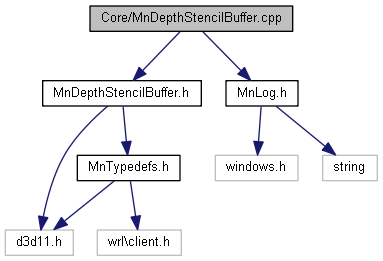 Core/MnDepthStencilBuffer.cpp
MnDepthStencilBuffer.h
MnLog.h
MnTypedefs.h
windows.h
string
d3d11.h
wrl\client.h